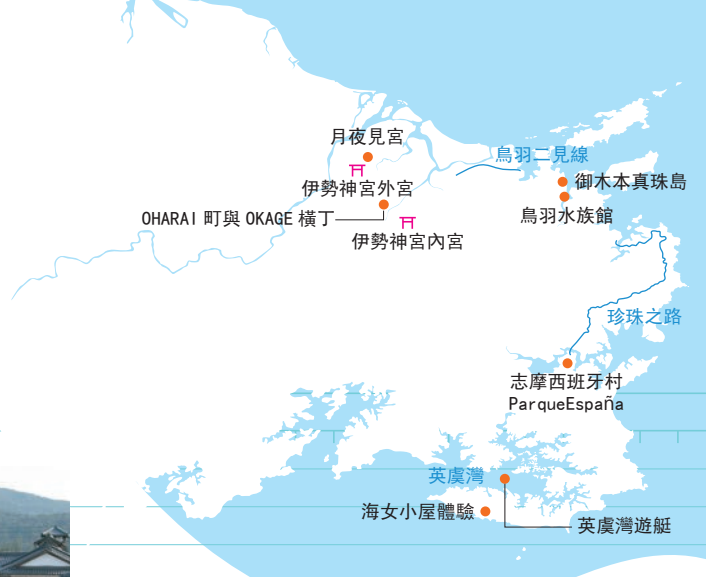 月夜見宮
鳥羽二見線
伊勢神宮外宮
御木本真珠島
OHARAI 町與 OKAGE 橫丁
鳥羽水族館
伊勢神宮內宮
珍珠之路
志摩西班牙村
ParqueEspaña
英虞灣
海女小屋體驗
英虞灣遊艇